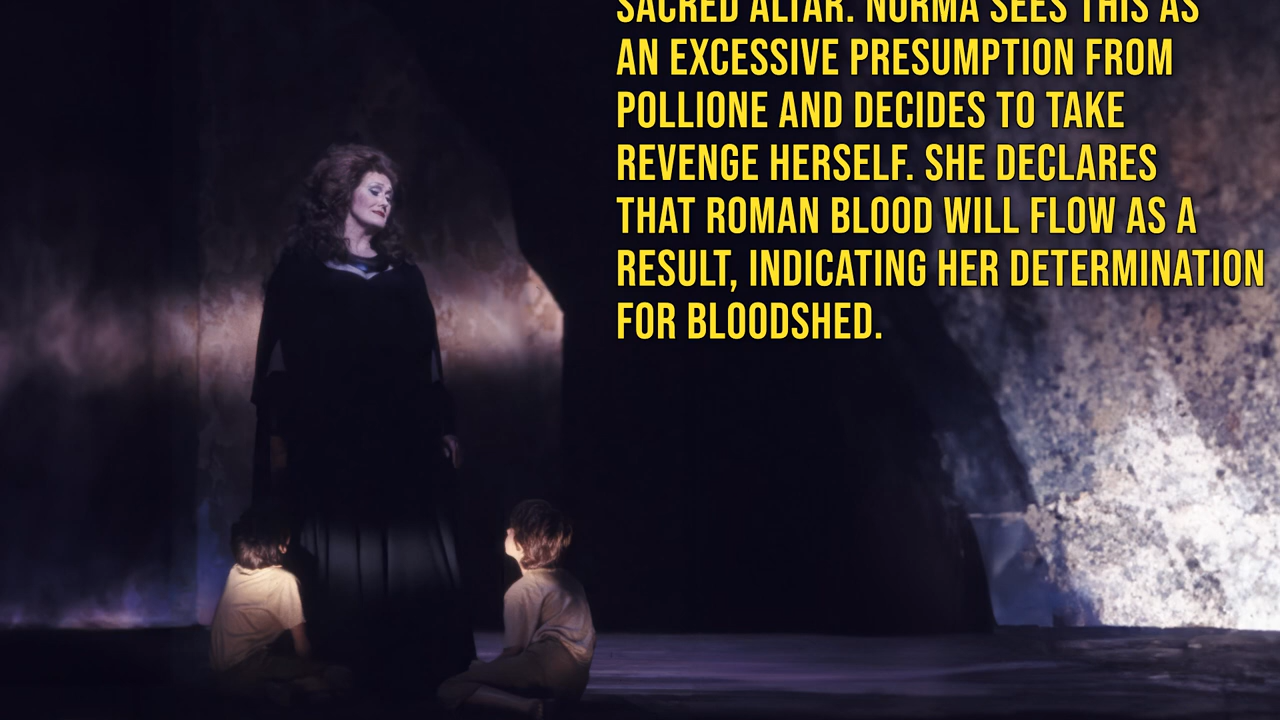 SACRED ALTAR. NORMA SEES THIS AS
AN EXCESSIVE PRESUMPTION FROM
POLLIONE AND DECIDES TO TAKE
REVENGE HERSELF. SHE DECLARES
THAT ROMAN BLOOD WILL FLOW AS A
RESULT, INDICATING HER DETERMINATION
FOR BLOODSHED.